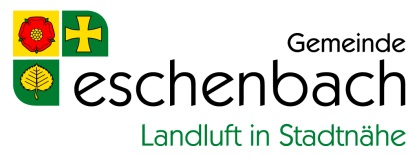 Gemeinde
eschenbach
Landluft in Stadtnähe